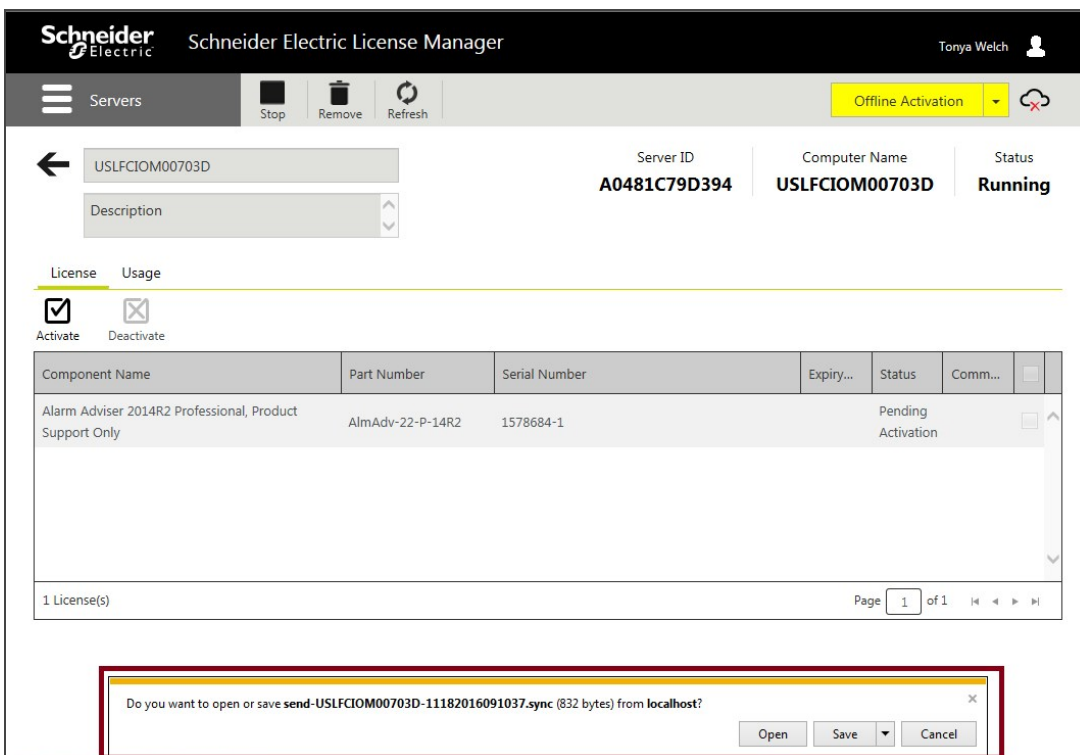 Schneider Electric
Schneider Electric License Manager
Tonya Welch
Servers
Stop
Remove
Refresh
Offline Activation
USLFCIOM00703D
Description
Server ID
A0481C79D394
Computer Name
USLFCIOM00703D
Status
Running
License Usage
Activate Deactivate
Component Name Part Number Serial Number Expiry... Status Comm...
Alarm Adviser 2014R2 Professional, Product
Support Only
AlmAdv-22-P-14R2
1578684-1
Pending
Activation
1 License(s)
Page 1 of 1
Do you want to open or save send-USLFCIOM00703D-11182016091037.sync (832 bytes) from localhost?
Open Save Cancel